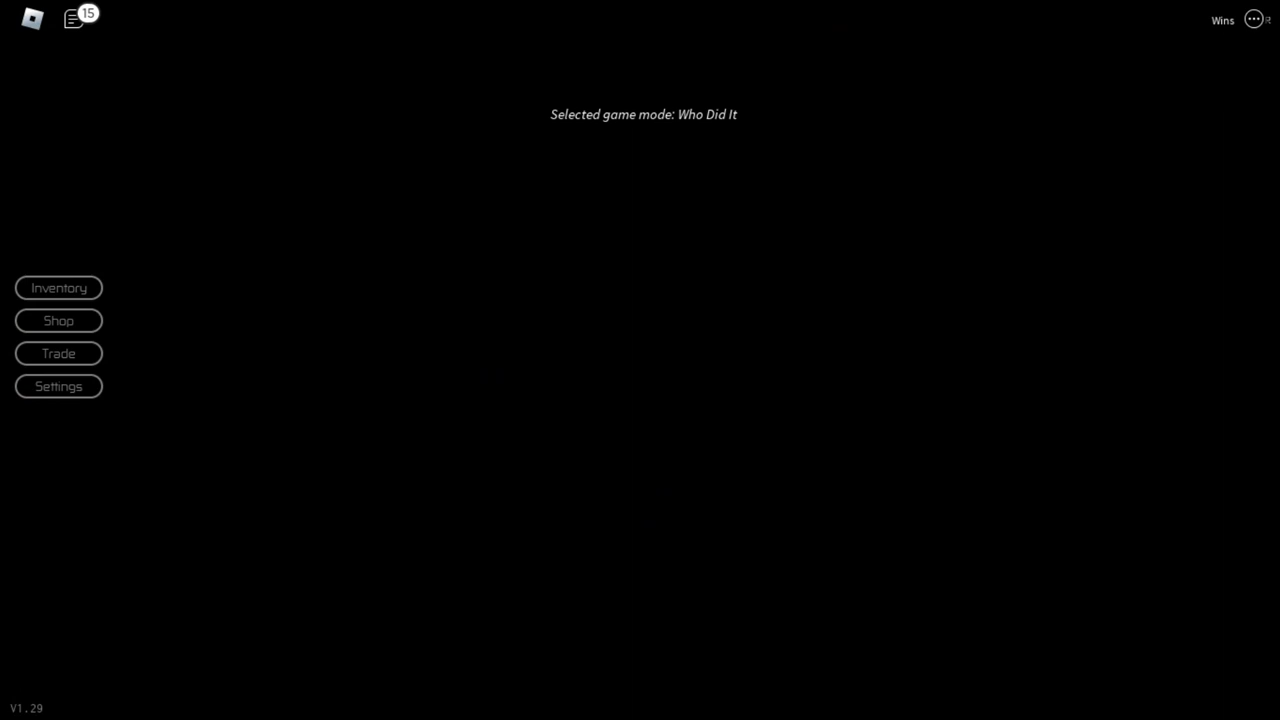 15
Wins
Selected game mode: Who Did It
Inventory
Shop
Trade
Settings
V1.29